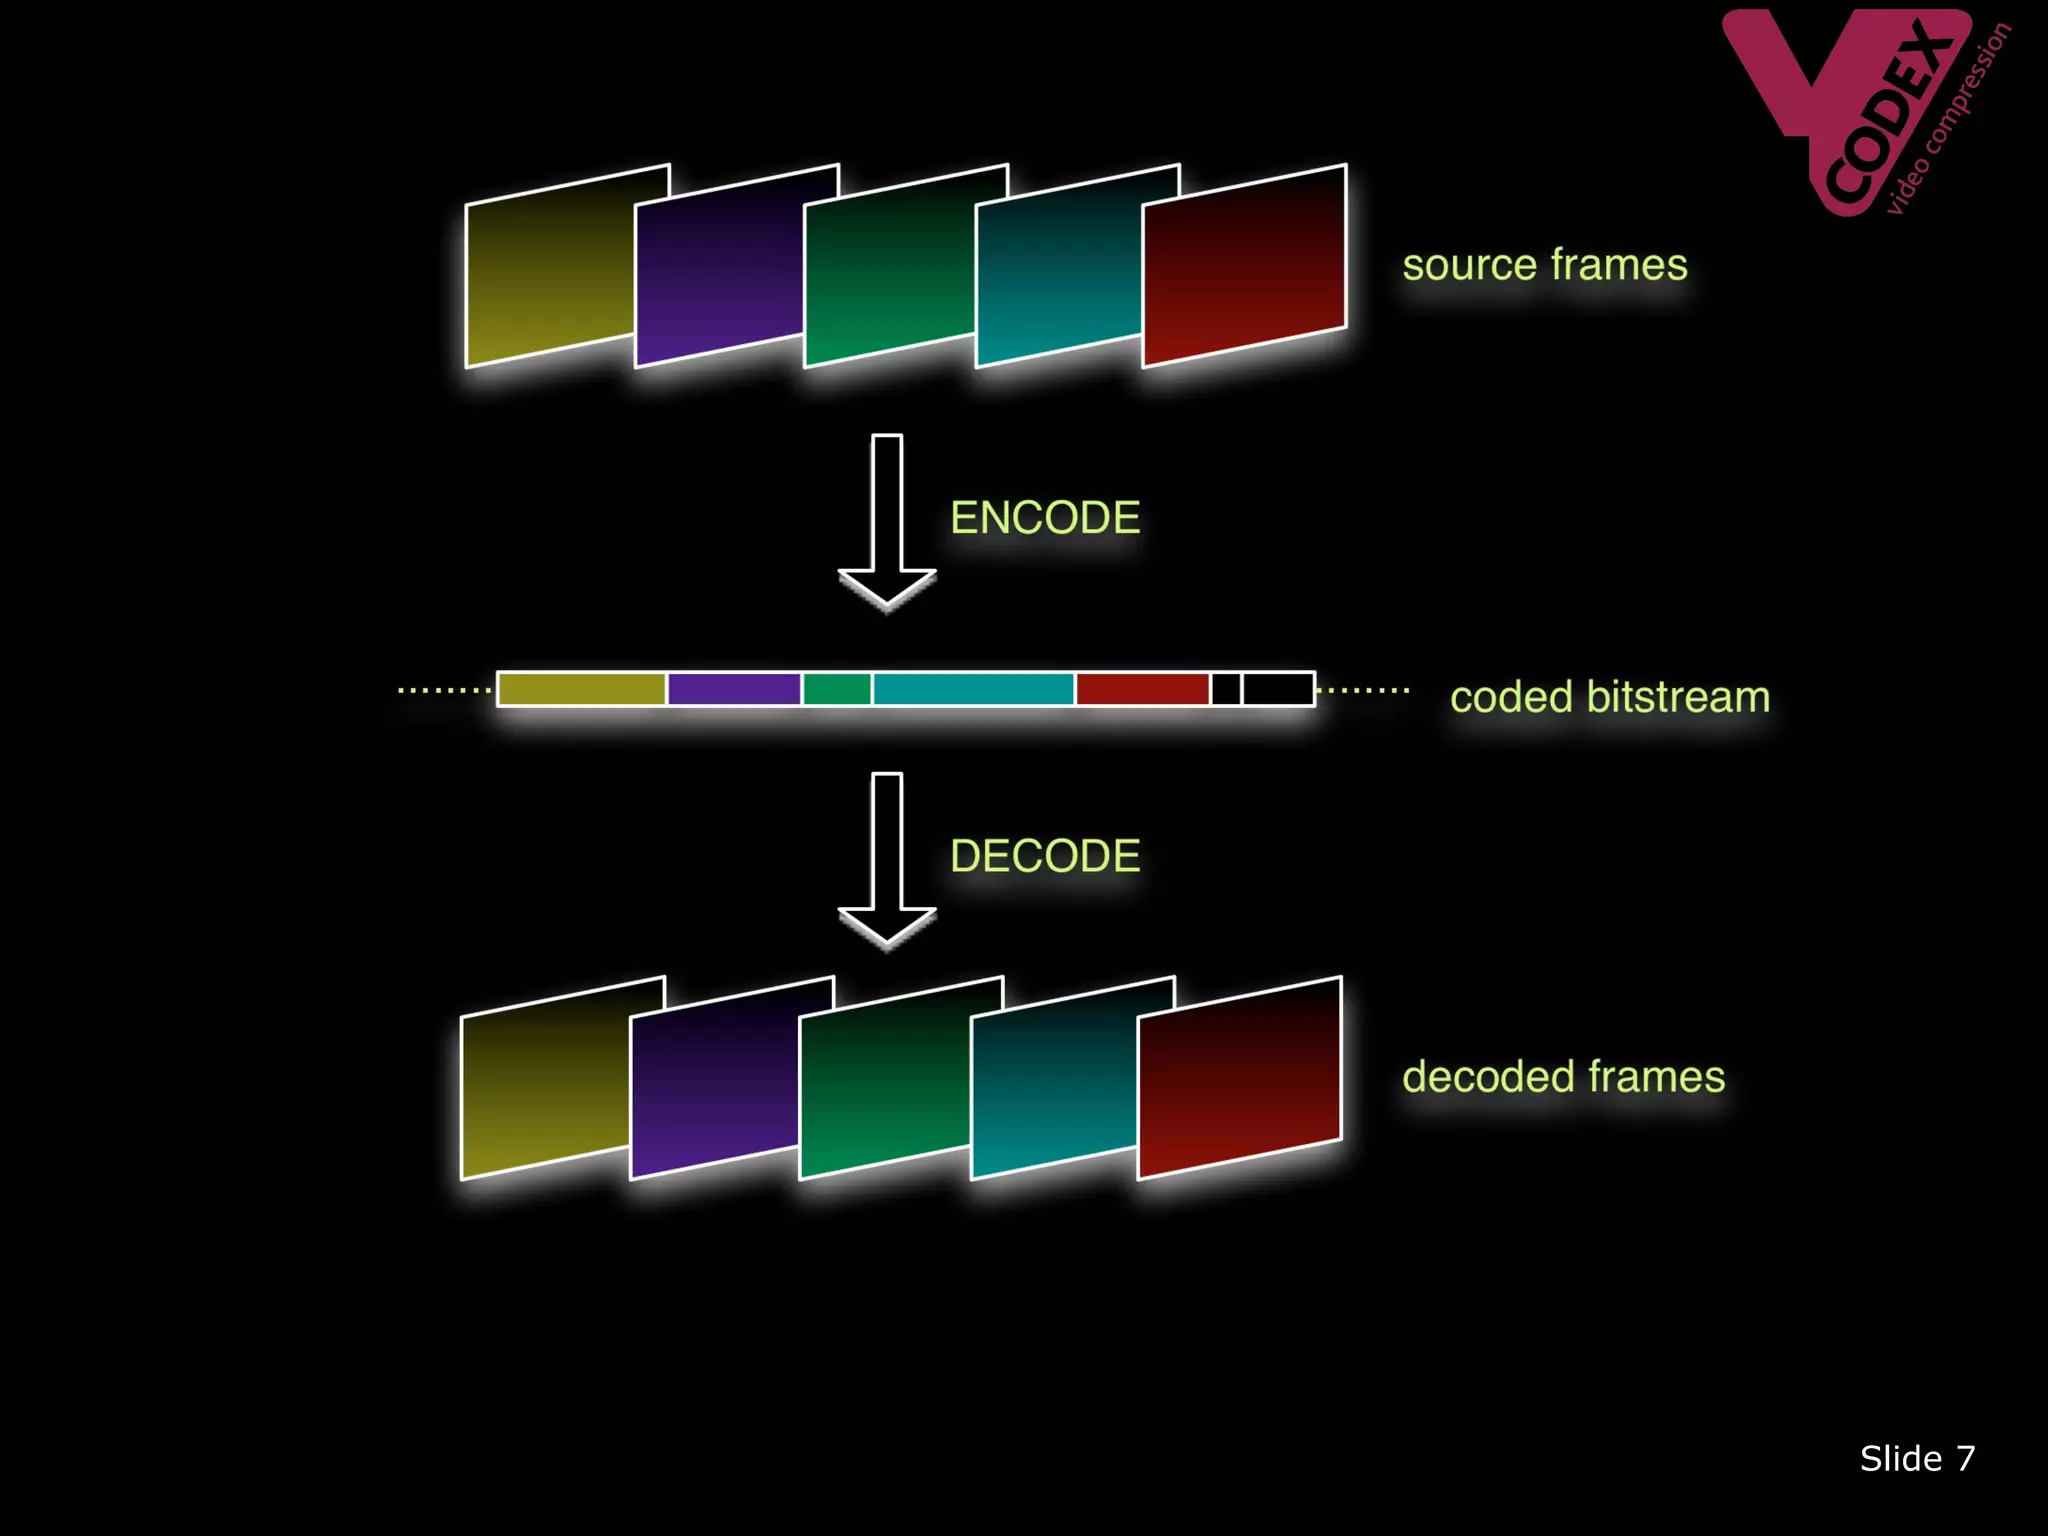 CODEX
video compression
source frames
ENCODE
coded bitstream
DECODE
decoded frames
Slide 7